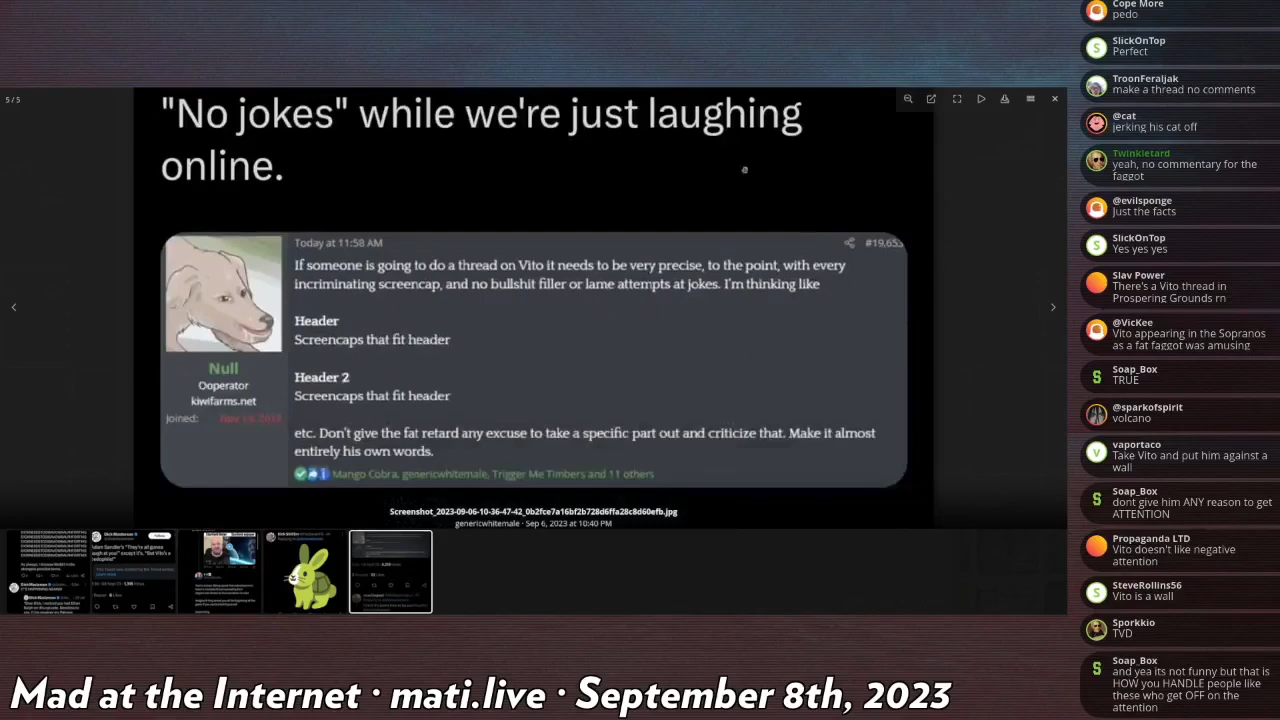 Cope More
pedo
SlickOnTop
Perfect
TroonFeraljak
make a thread no comments
@cat
jerking his cat off
Twinkletard
yeah, no commentary for the
faggot
@evilsponge
Just the facts
SlickOnTop
Yes yes yes
Slav Power
There's a Vito thread in
Prospering Grounds rn
@VicKee
Vito appearing in the Sopranos
as a fat faggot was amusing
Soap_Box
TRUE
@sparkofspirit
volcano
vaportaco
Take Vito and put him against a
wall
Soap_Box
dont give him ANY reason to get
ATTENTION
Propaganda LTD
Vito doesn't like negative
attention
SteveRollins
Vito is a wall
Sporkkio
TVD
Soap_Box
and yea its not funny but that is
HOW you HANDLE people like
these who get OFF on the
attention
5 / 5
"No jokes" while we're just laughing
online.
Today at 11:58 AM
If someone is going to do a thread on Vito it needs to be very precise, to the point, with every
incriminating screencap, and no bullshit filler or lame attempts at jokes. I'm thinking like
Header
Screencaps that fit header
Header 2
Screencaps that fit header
etc. Don't give the fat retard any excuse to take a specific part out and criticize that. Make it almost
entirely his own words.
Null
Ooperator
kiwifarms.net
Joined:
Mango Cobra, genericwhitemale, Trigger Me Timbers and 11 others
Screenshot_2023-09-06-10-36-47-42_0b2fce7a16bf2b728d6ffa28c8d60efb.jpg
genericwhitemale · Sep 6, 2023 at 10:40 PM
Mad at the Internet · mati.live · September 8th, 2023